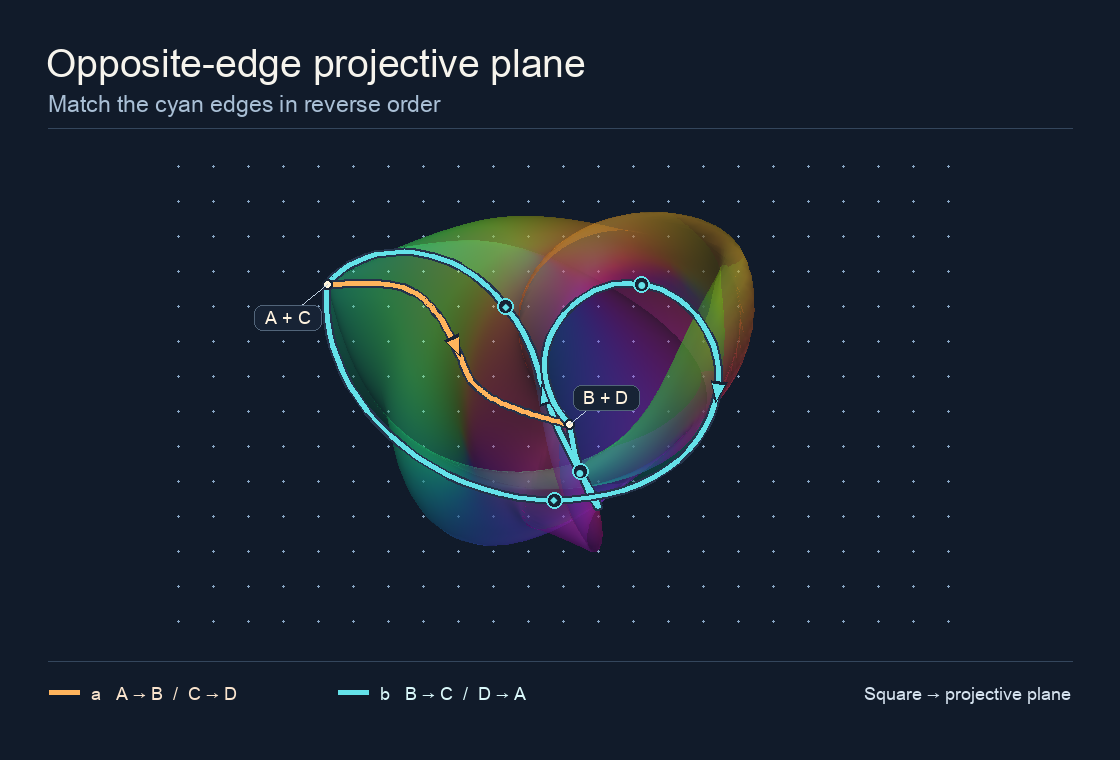 Opposite-edge projective plane
Match the cyan edges in reverse order
A + C
B + D
a A→B / C→D
b B→C / D→A
Square→projective plane